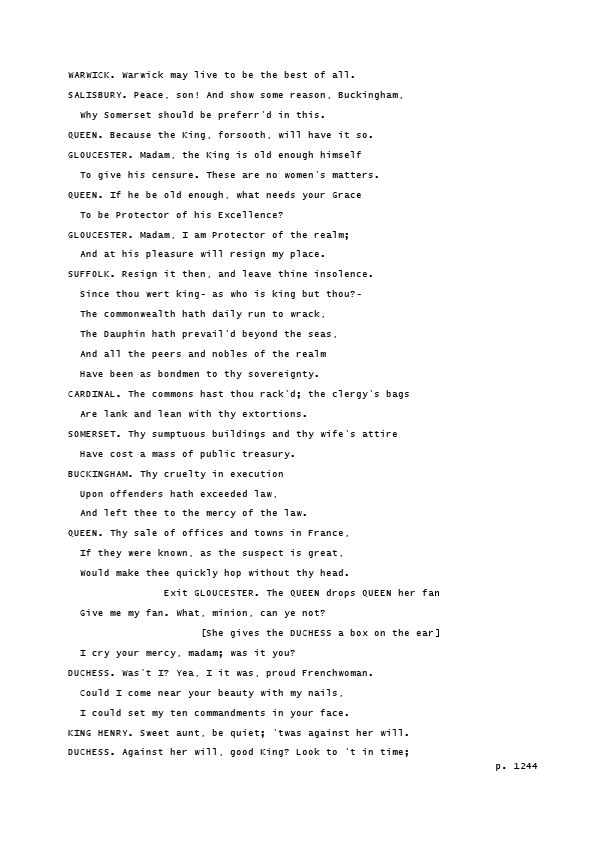 WARWICK. Warwick may live to be the best of all.
SALISBURY. Peace, son! And show some reason, Buckingham,
Why Somerset should be preferr'd in this.
QUEEN. Because the King, forsooth, will have it so.
GLOUCESTER. Madam, the King is old enough himself
To give his censure. These are no women's matters.
QUEEN. If he be old enough, what needs your Grace
To be Protector of his Excellence?
GLOUCESTER. Madam, I am Protector of the realm;
And at his pleasure will resign my place.
SUFFOLK. Resign it then, and leave thine insolence.
Since thou wert king- as who is king but thou?-
The commonwealth hath daily run to wrack,
The Dauphin hath prevail'd beyond the seas,
And all the peers and nobles of the realm
Have been as bondmen to thy sovereignty.
CARDINAL. The commons hast thou rack'd; the clergy's bags
Are lank and lean with thy extortions.
SOMERSET. Thy sumptuous buildings and thy wife's attire
Have cost a mass of public treasury.
BUCKINGHAM. Thy cruelty in execution
Upon offenders hath exceeded law,
And left thee to the mercy of the law.
QUEEN. Thy sale of offices and towns in France,
If they were known, as the suspect is great,
Would make thee quickly hop without thy head.
Exit GLOUCESTER. The QUEEN drops QUEEN her fan
Give me my fan. What, minion, can ye not?
[She gives the DUCHESS a box on the ear]
I cry your mercy, madam; was it you?
DUCHESS. Was't I? Yea, I it was, proud Frenchwoman.
Could I come near your beauty with my nails,
I could set my ten commandments in your face.
KING HENRY. Sweet aunt, be quiet; 'twas against her will.
DUCHESS. Against her will, good King? Look to 't in time;
p. 1244